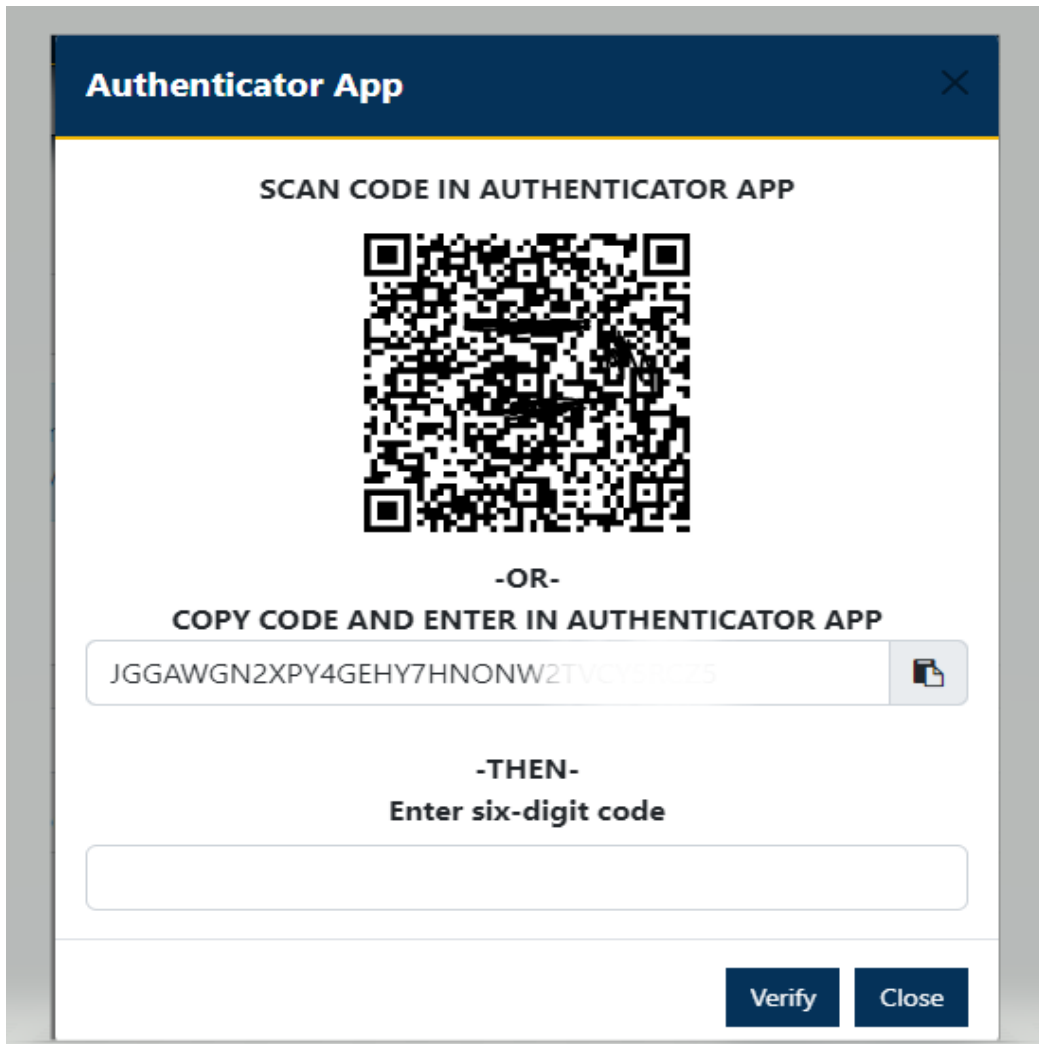 Authenticator App
SCAN CODE IN AUTHENTICATOR APP
-OR-
COPY CODE AND ENTER IN AUTHENTICATOR APP
JGGAWGN2XPY4GEHY7HNONW2
-THEN-
Enter six-digit code
Verify Close